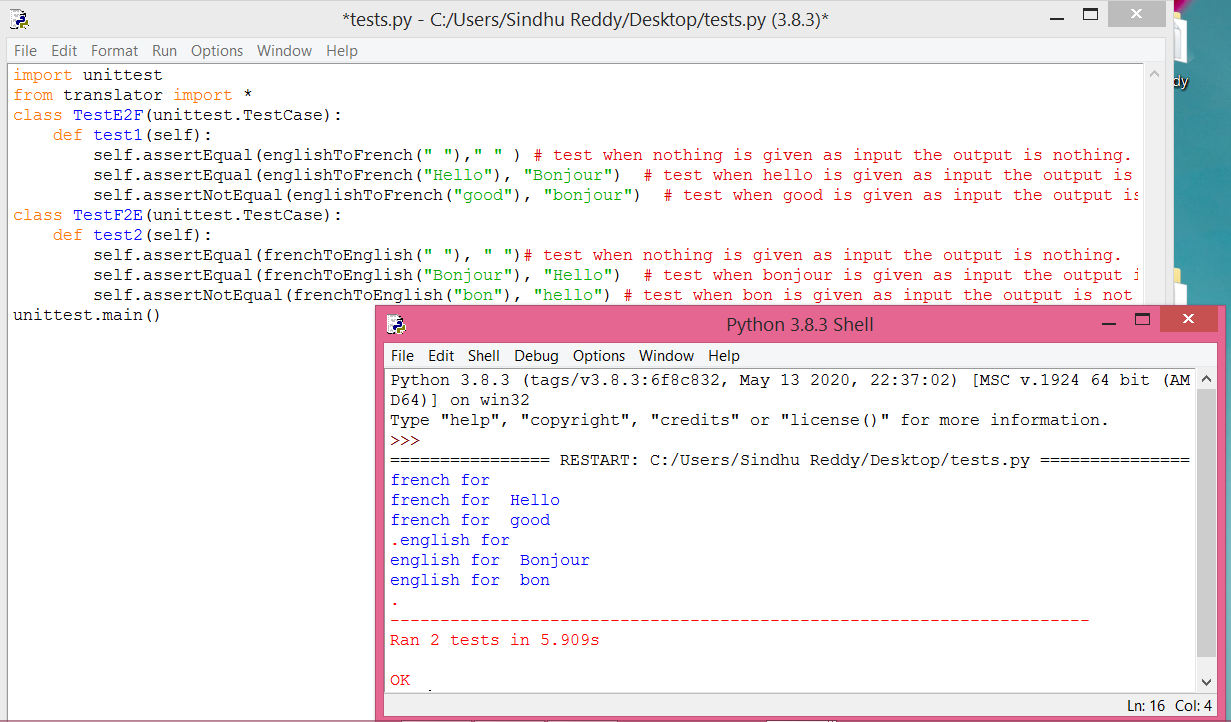 *tests.py - C:/Users/Sindhu Reddy/Desktop/tests.py (3.8.3)*
File Edit Format Run Options Window Help
import unittest
from translator import *
class TestE2F(unittest.TestCase):
    def test1(self):
        self.assertEqual(englishToFrench(" ")," " ) # test when nothing is given as input the output is nothing.
        self.assertEqual(englishToFrench("Hello"), "Bonjour")  # test when hello is given as input the output is
        self.assertNotEqual(englishToFrench("good"), "bonjour")  # test when good is given as input the output is
class TestF2E(unittest.TestCase):
    def test2(self):
        self.assertEqual(frenchToEnglish(" "), " ")# test when nothing is given as input the output is nothing.
        self.assertEqual(frenchToEnglish("Bonjour"), "Hello")  # test when bonjour is given as input the output i
        self.assertNotEqual(frenchToEnglish("bon"), "hello") # test when bon is given as input the output is not
unittest.main()
dy
Python 3.8.3 Shell
File Edit Shell Debug Options Window Help
Python 3.8.3 (tags/v3.8.3:6f8c832, May 13 2020, 22:37:02) [MSC v.1924 64 bit (AM
D64)] on win32
Type "help", "copyright", "credits" or "license()" for more information.
>>>
================ RESTART: C:/Users/Sindhu Reddy/Desktop/tests.py ===============
french for
french for  Hello
french for  good
.english for
english for  Bonjour
english for  bon
.
----------------------------------------------------------------------
Ran 2 tests in 5.909s
OK
Ln: 16 Col: 4